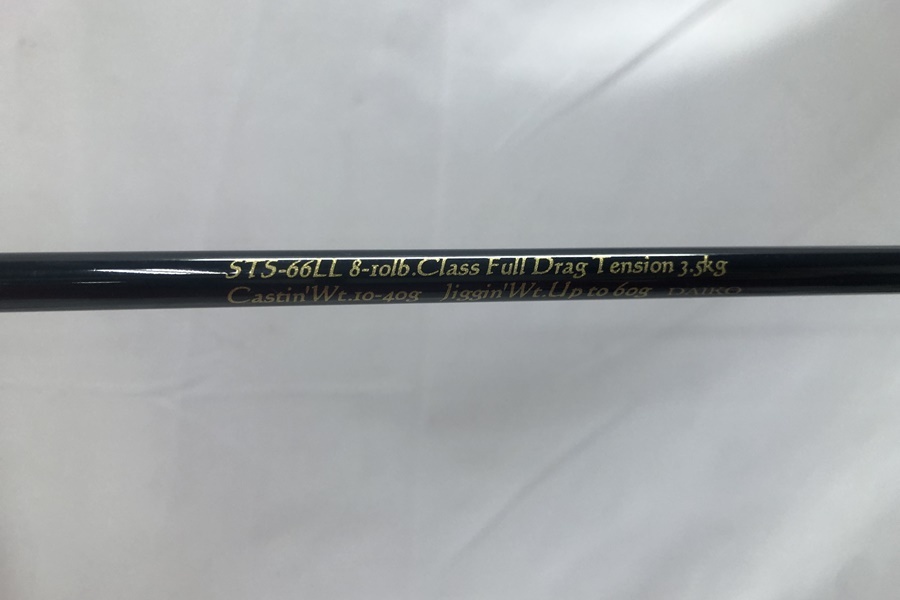 STS-66LL 8-10lb.Class Full Drag Tension 3.5kg
Castin'Wt.10-40g Jiggin'Wt.Up to 60g DAIKO